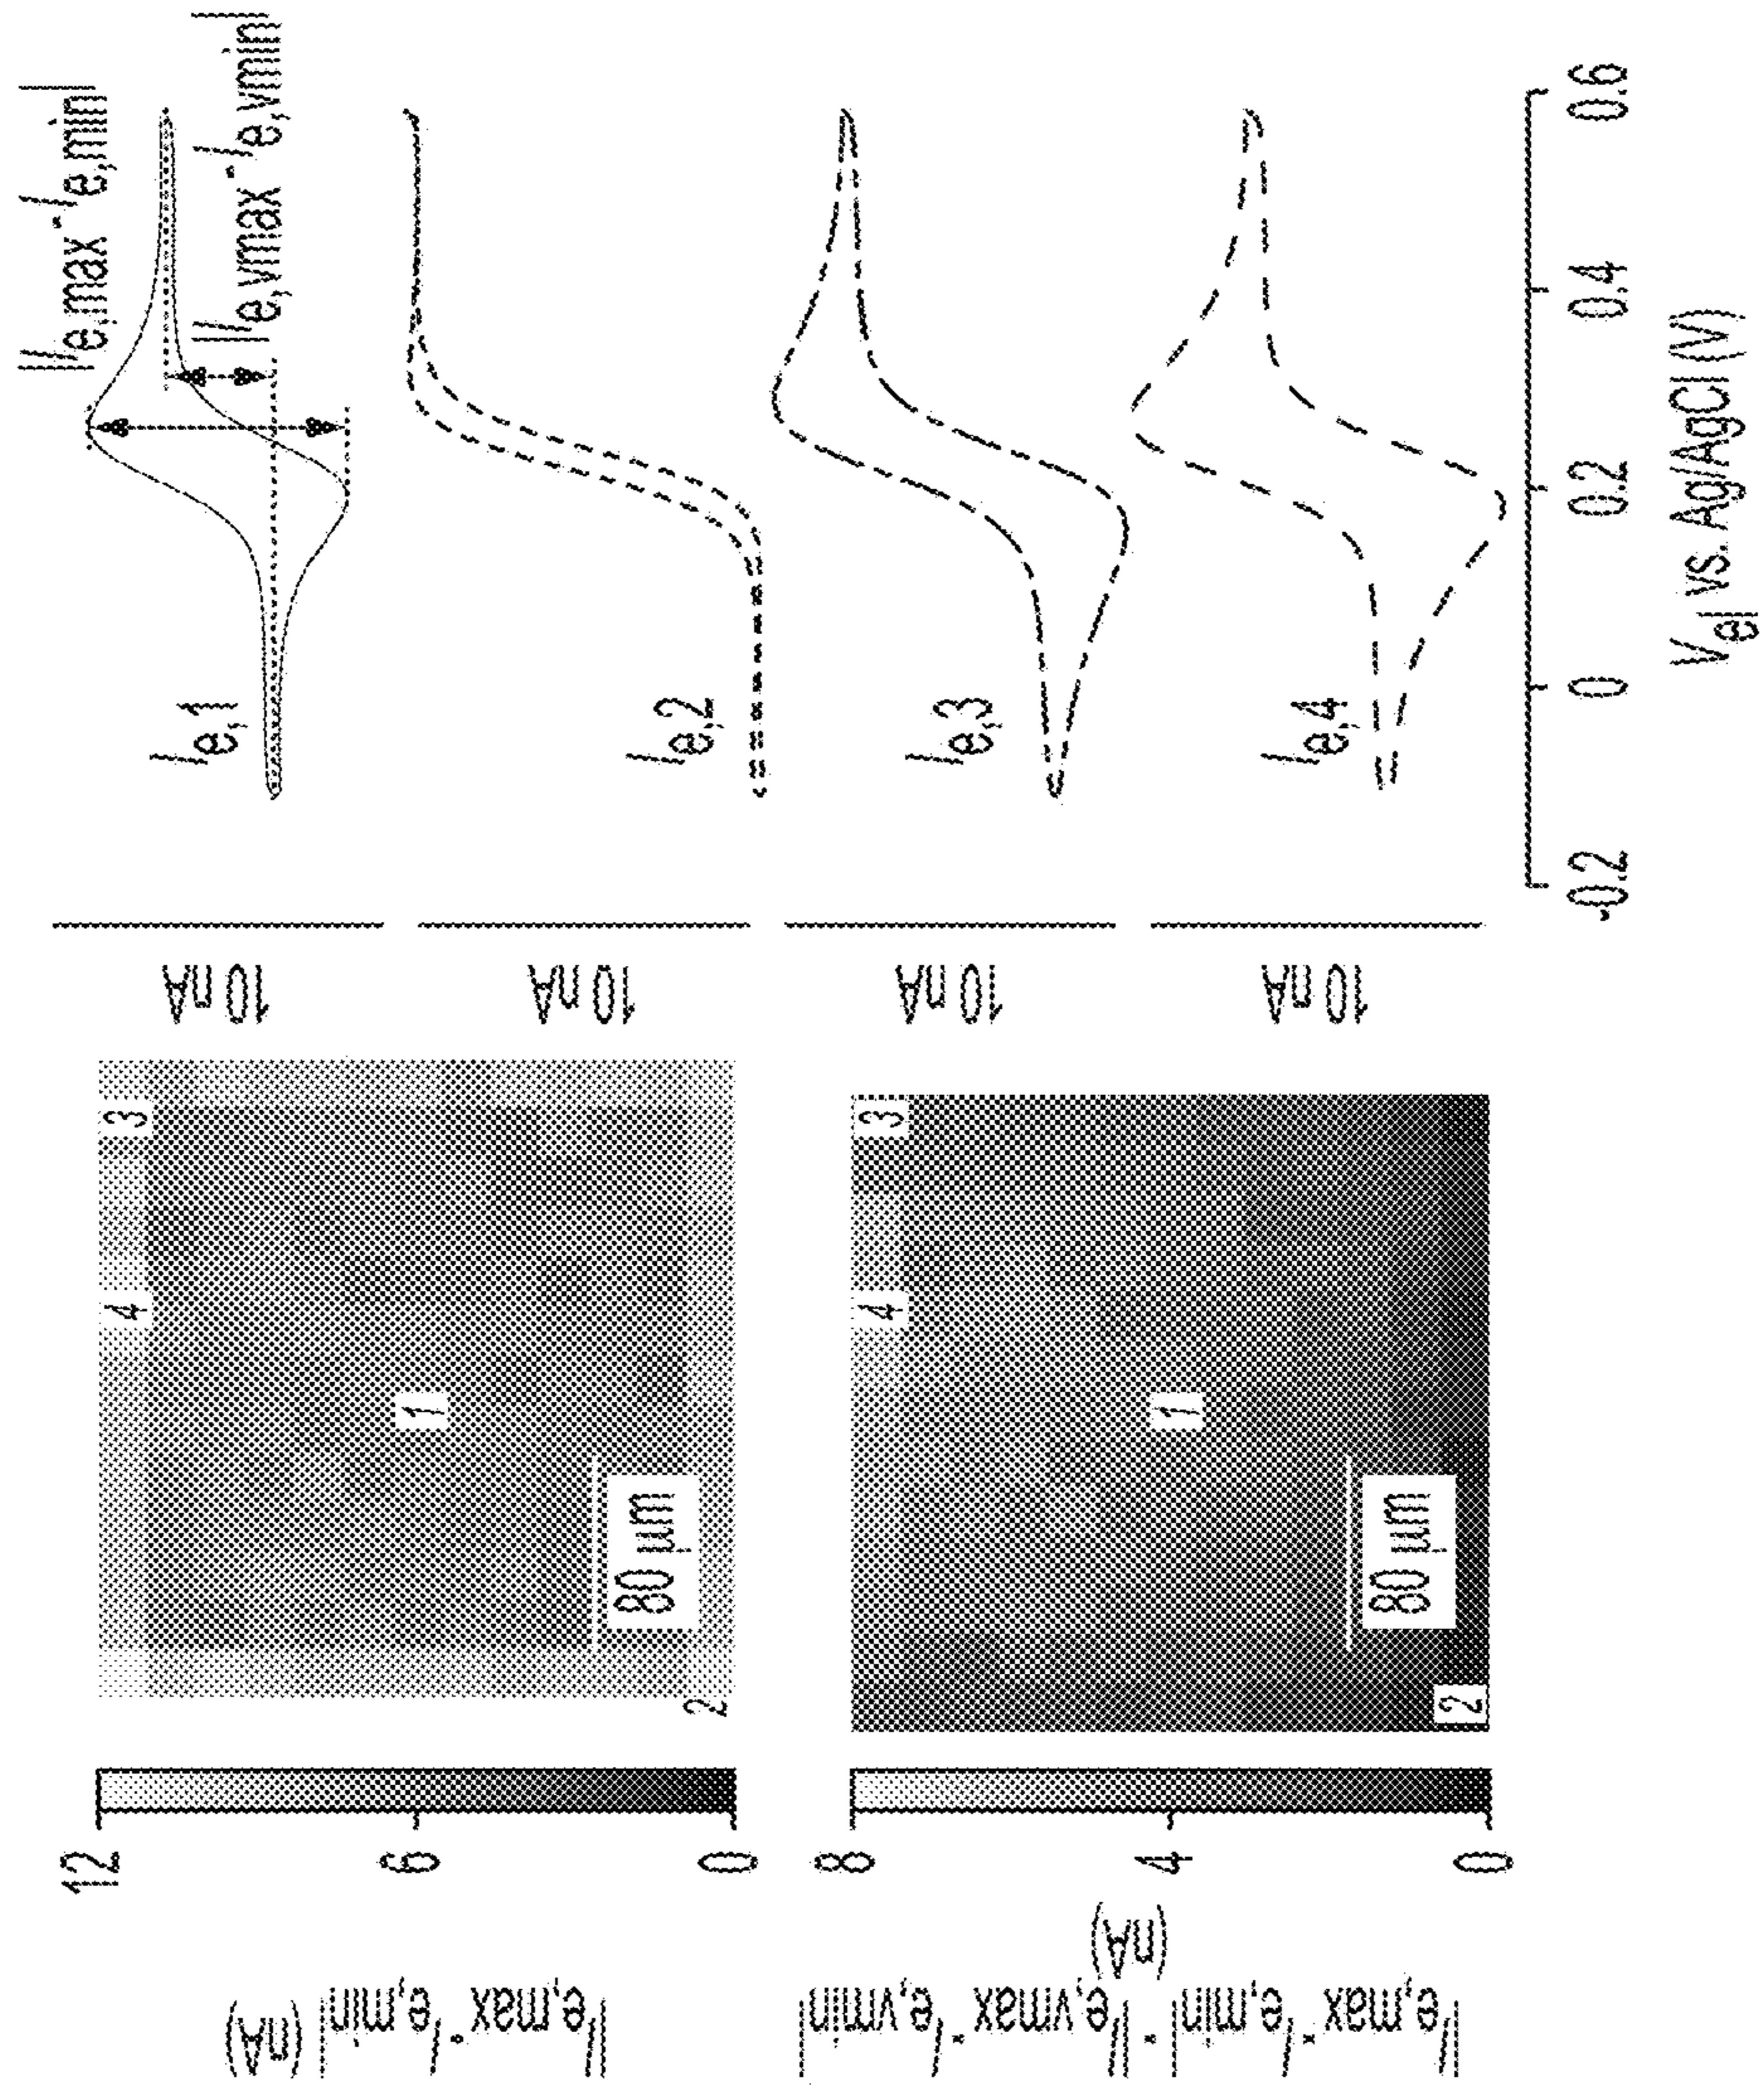 |I_e,max - I_e,min|
(nA)
12
6
0
3
4
1
80 μm
2
|I_e,max - I_e,min| - |I_e,vmax - I_e,vmin|
(nA)
8
4
0
3
4
1
80 μm
2
10 nA
10 nA
10 nA
10 nA
|I_e,max - I_e,min|
|I_e,vmax - I_e,vmin|
I_e,1
I_e,2
I_e,3
I_e,4
-0.2
0
0.2
0.4
0.6
V_el vs. Ag/AgCl (V)